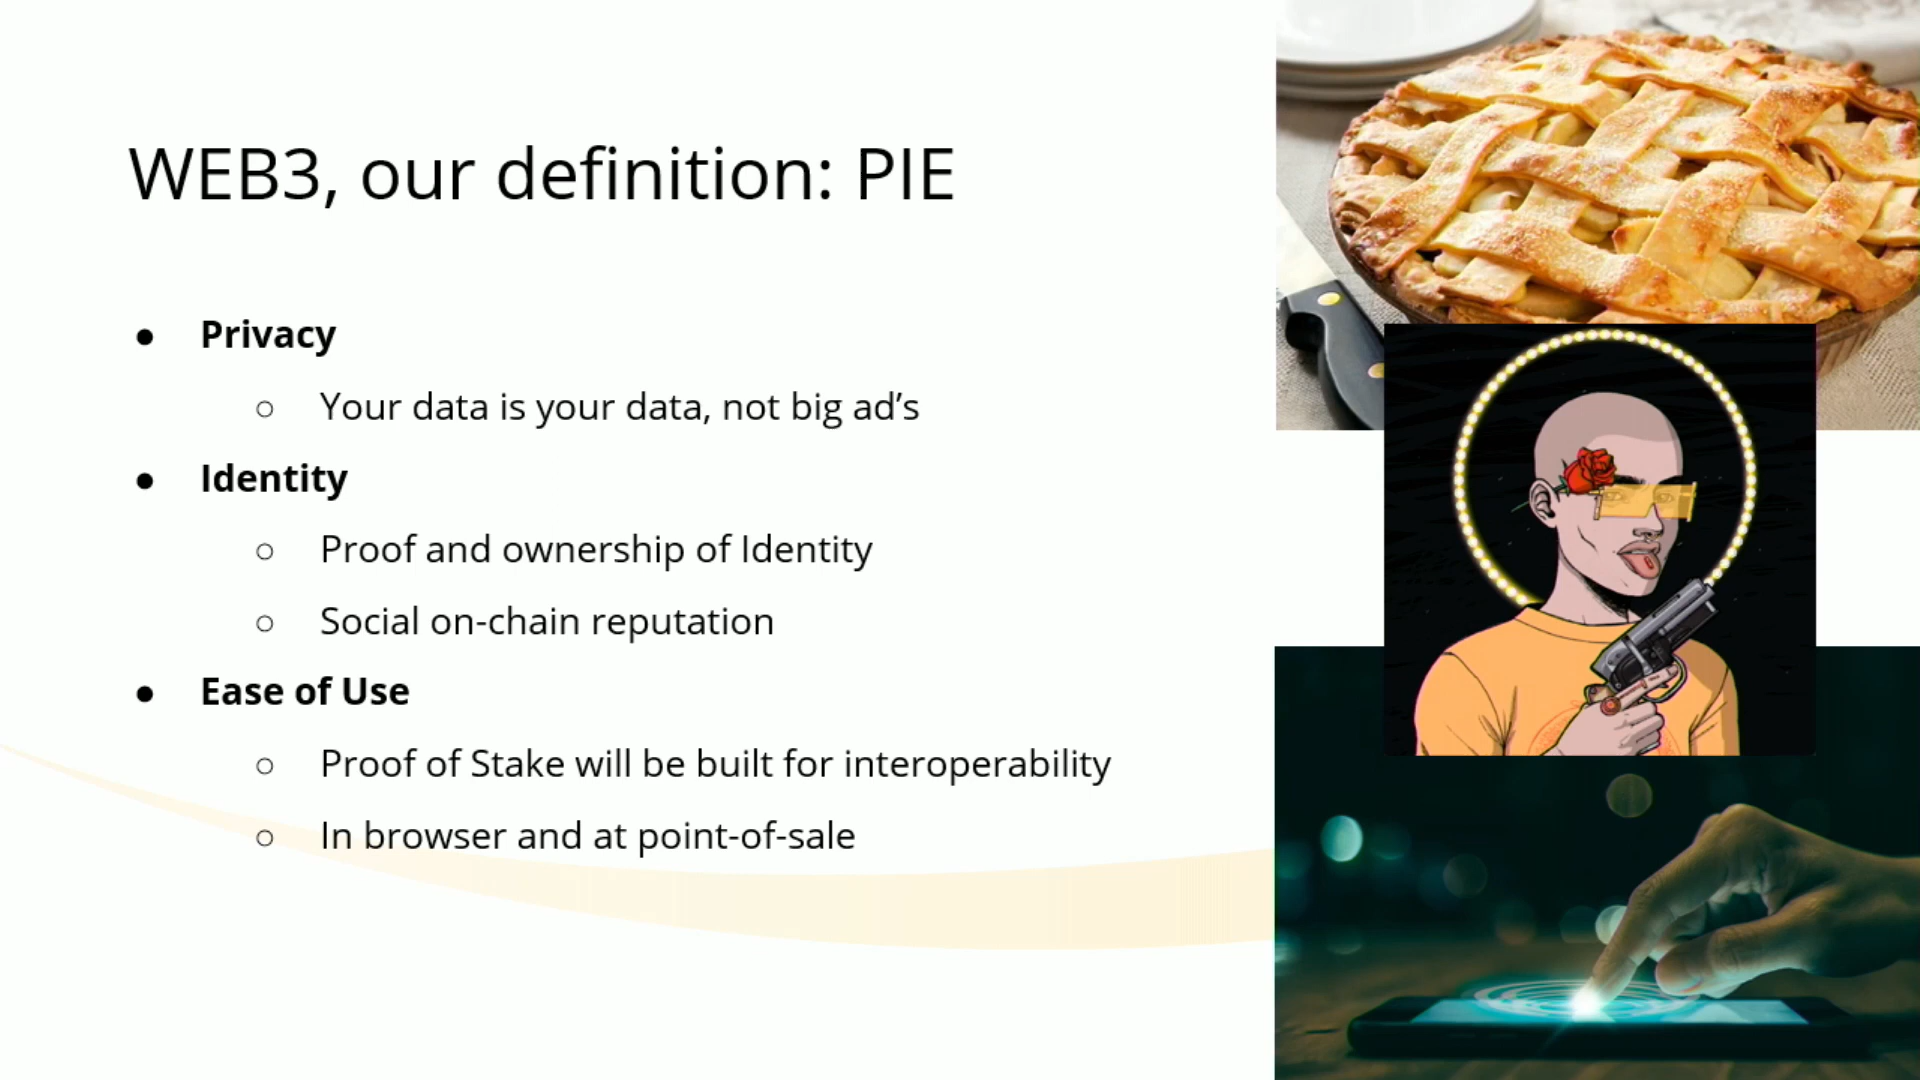 WEB3, our definition: PIE
● Privacy
○ Your data is your data, not big ad’s
● Identity
○ Proof and ownership of Identity
○ Social on-chain reputation
● Ease of Use
○ Proof of Stake will be built for interoperability
○ In browser and at point-of-sale